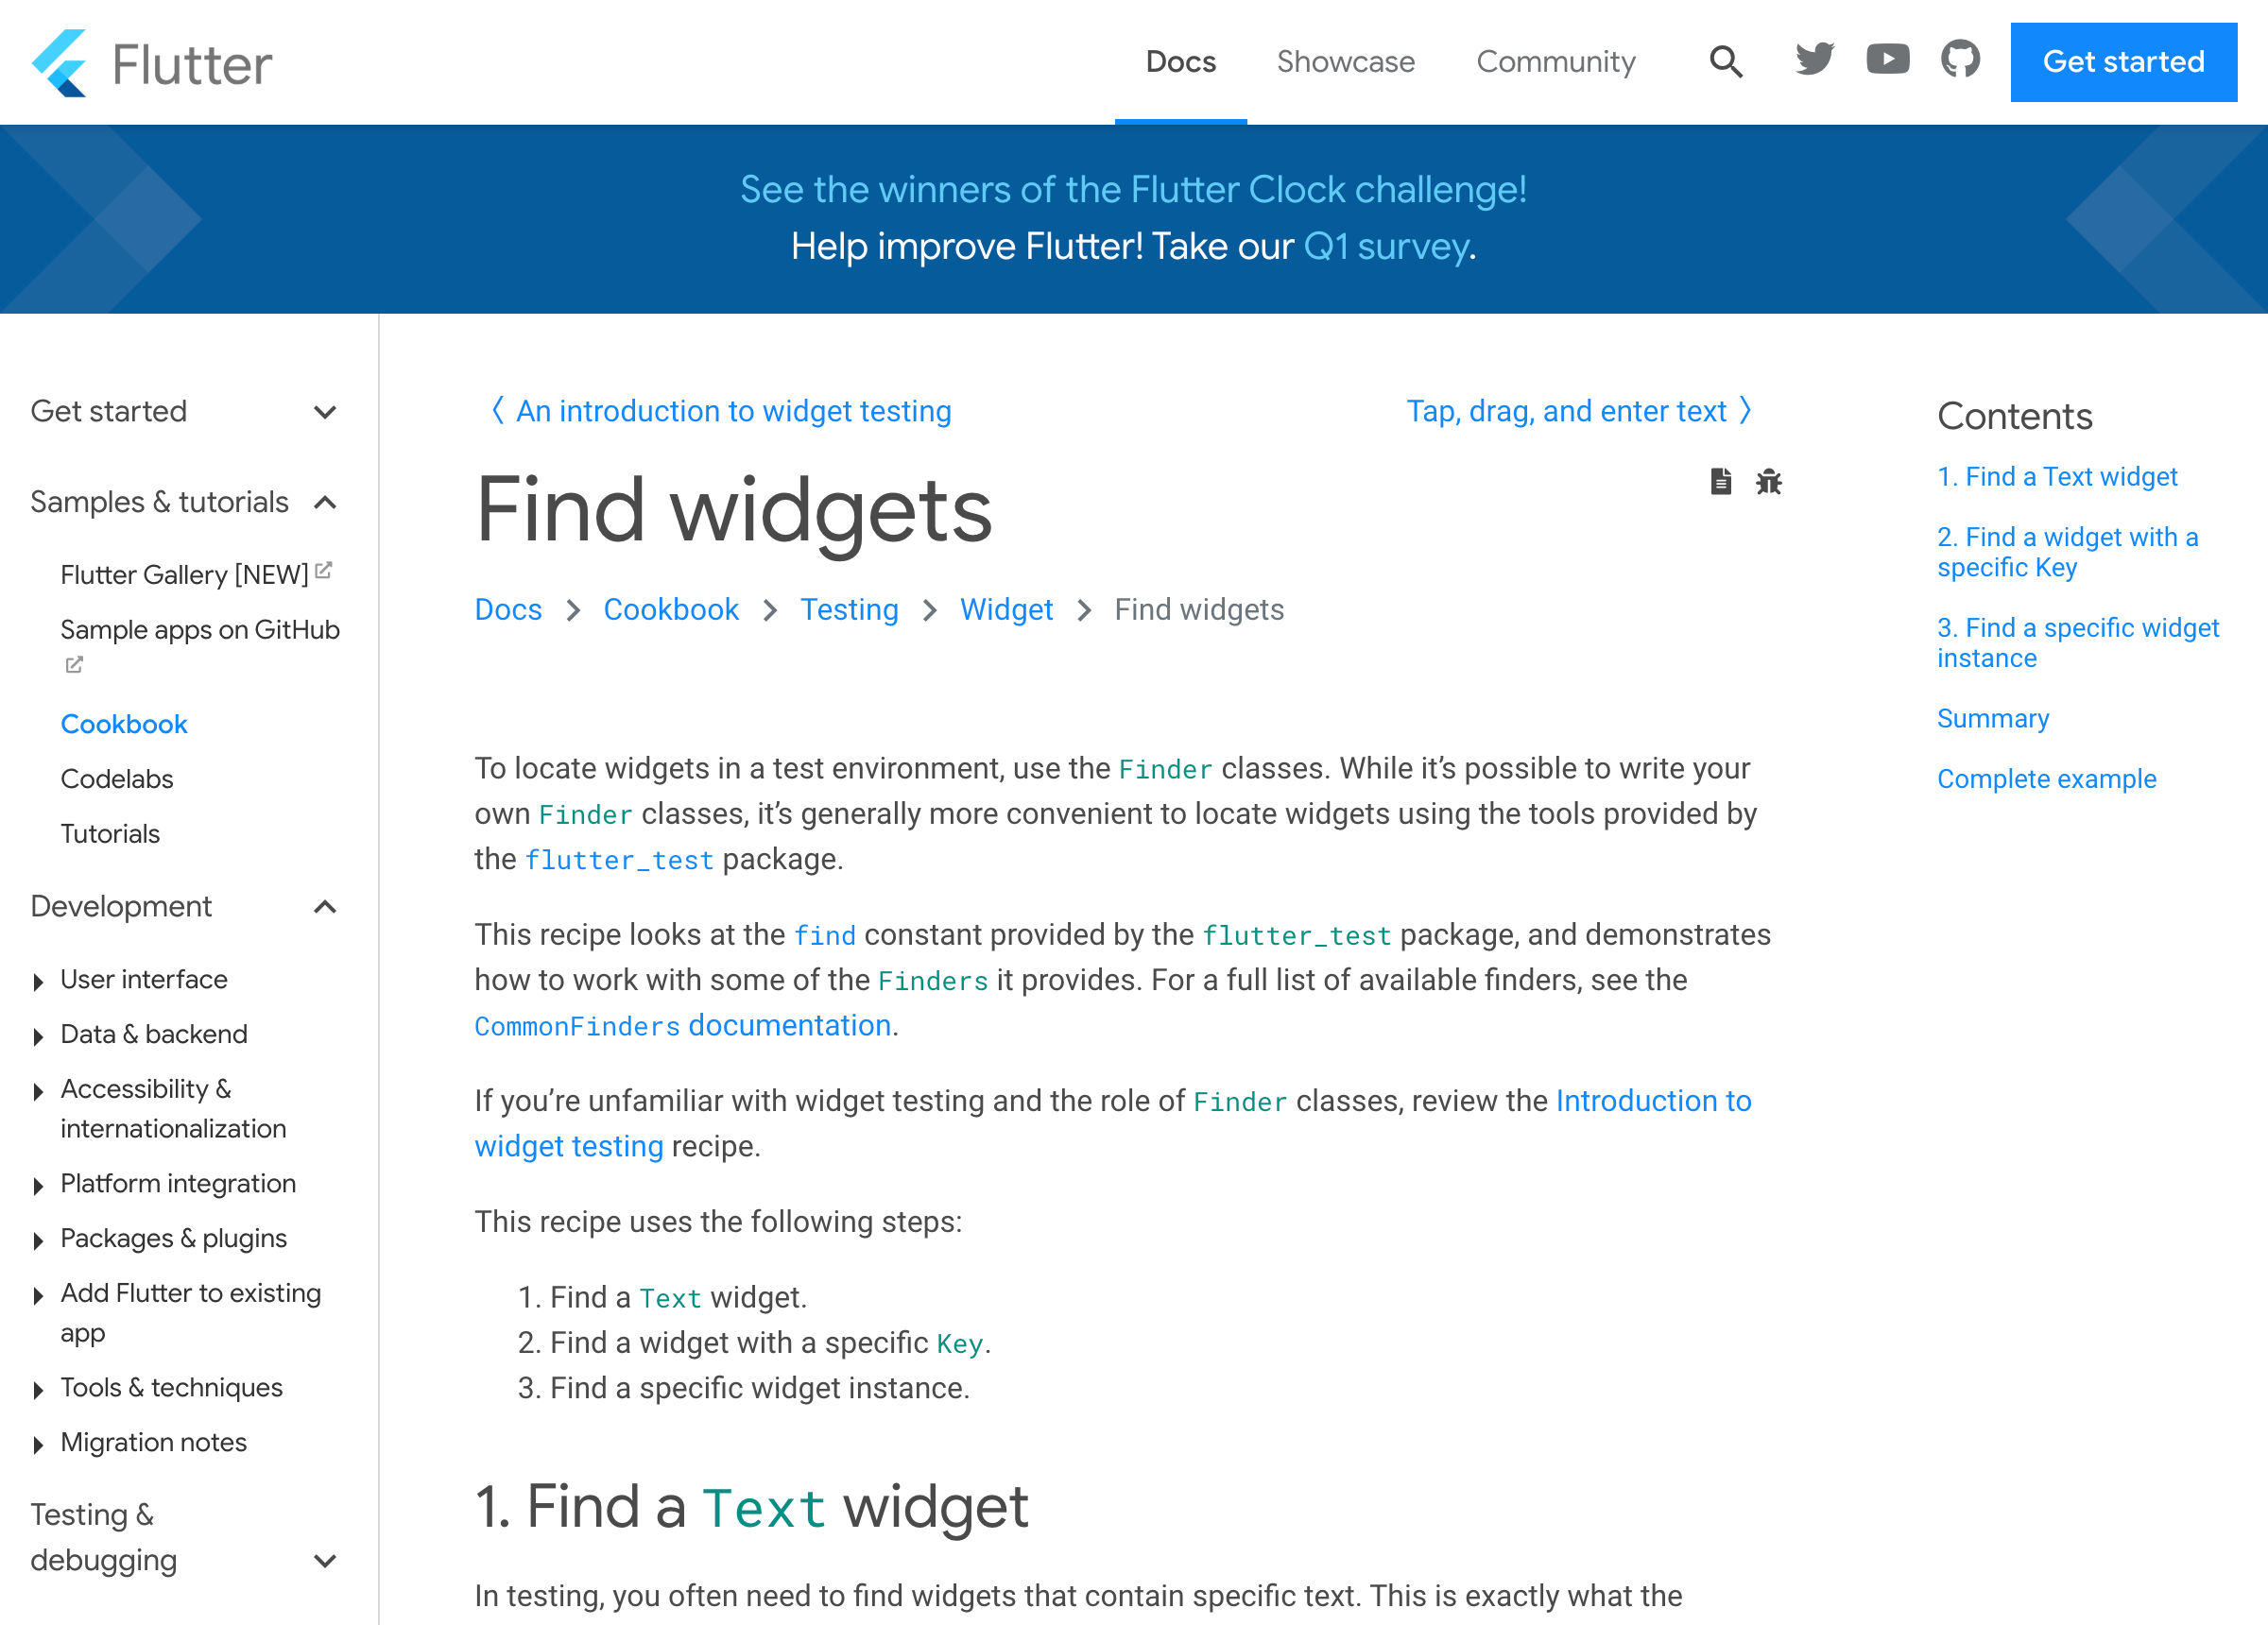 Flutter
Docs
Showcase
Community
Get started
See the winners of the Flutter Clock challenge!
Help improve Flutter! Take our Q1 survey.
Get started
Samples & tutorials
Flutter Gallery [NEW]
Sample apps on GitHub
Cookbook
Codelabs
Tutorials
Development
User interface
Data & backend
Accessibility &
internationalization
Platform integration
Packages & plugins
Add Flutter to existing
app
Tools & techniques
Migration notes
Testing &
debugging
〈 An introduction to widget testing
Tap, drag, and enter text 〉
Find widgets
Docs > Cookbook > Testing > Widget > Find widgets
To locate widgets in a test environment, use the Finder classes. While it’s possible to write your
own Finder classes, it’s generally more convenient to locate widgets using the tools provided by
the flutter_test package.
This recipe looks at the find constant provided by the flutter_test package, and demonstrates
how to work with some of the Finders it provides. For a full list of available finders, see the
CommonFinders documentation.
If you’re unfamiliar with widget testing and the role of Finder classes, review the Introduction to
widget testing recipe.
This recipe uses the following steps:
1. Find a Text widget.
2. Find a widget with a specific Key.
3. Find a specific widget instance.
1. Find a Text widget
In testing, you often need to find widgets that contain specific text. This is exactly what the
Contents
1. Find a Text widget
2. Find a widget with a
specific Key
3. Find a specific widget
instance
Summary
Complete example